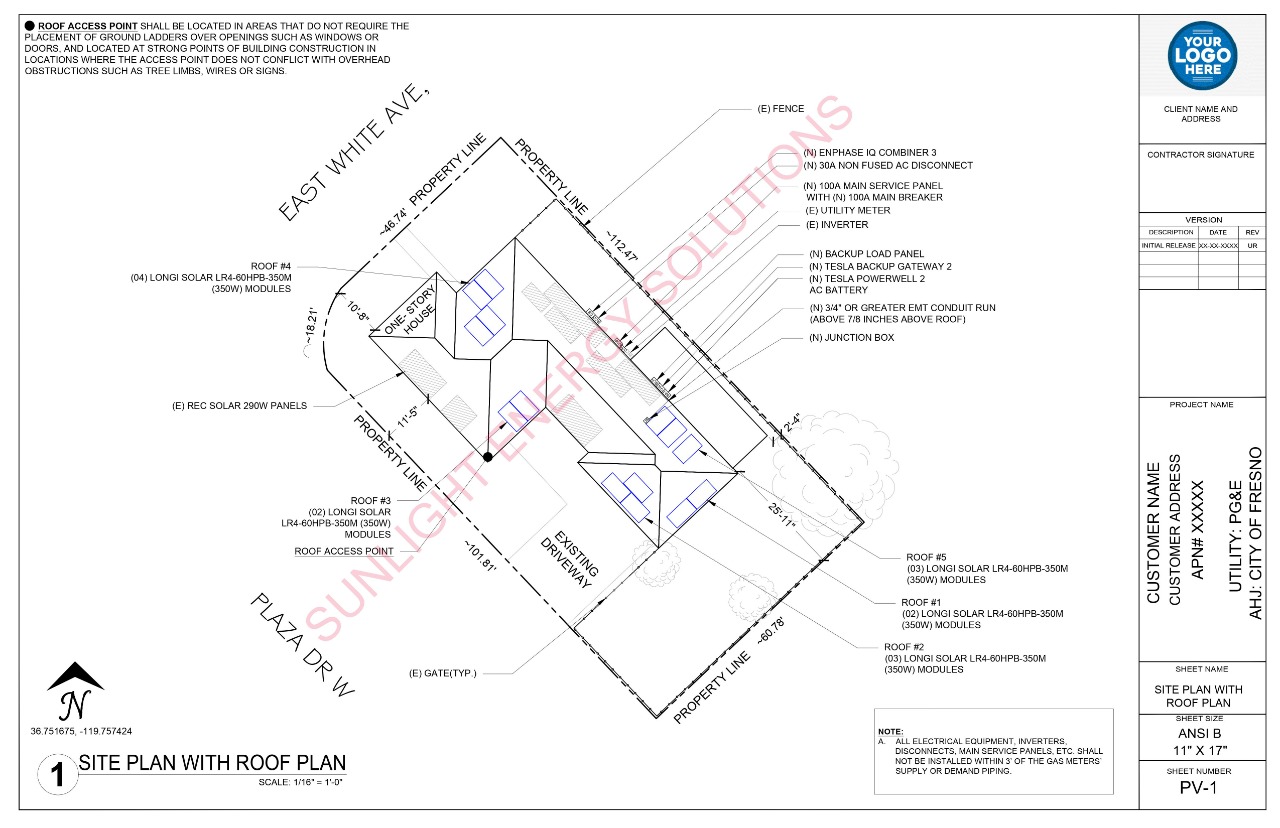 ROOF ACCESS POINT SHALL BE LOCATED IN AREAS THAT DO NOT REQUIRE THE
PLACEMENT OF GROUND LADDERS OVER OPENINGS SUCH AS WINDOWS OR
DOORS, AND LOCATED AT STRONG POINTS OF BUILDING CONSTRUCTION IN
LOCATIONS WHERE THE ACCESS POINT DOES NOT CONFLICT WITH OVERHEAD
OBSTRUCTIONS SUCH AS TREE LIMBS, WIRES OR SIGNS.
EAST WHITE AVE,
PROPERTY LINE
PROPERTY LINE
~46.74'
~112.47'
(E) FENCE
(N) ENPHASE IQ COMBINER 3
(N) 30A NON FUSED AC DISCONNECT
(N) 100A MAIN SERVICE PANEL
WITH (N) 100A MAIN BREAKER
(E) UTILITY METER
(E) INVERTER
(N) BACKUP LOAD PANEL
(N) TESLA BACKUP GATEWAY 2
(N) TESLA POWERWELL 2
AC BATTERY
(N) 3/4" OR GREATER EMT CONDUIT RUN
(ABOVE 7/8 INCHES ABOVE ROOF)
(N) JUNCTION BOX
ROOF #4
(04) LONGI SOLAR LR4-60HPB-350M
(350W) MODULES
10'-8"
ONE- STORY
HOUSE
~18.21'
(E) REC SOLAR 290W PANELS
11'-5"
PROPERTY LINE
2'-4"
25'-11"
ROOF #3
(02) LONGI SOLAR
LR4-60HPB-350M (350W)
MODULES
ROOF ACCESS POINT
~101.81'
EXISTING
DRIVEWAY
ROOF #5
(03) LONGI SOLAR LR4-60HPB-350M
(350W) MODULES
ROOF #1
(02) LONGI SOLAR LR4-60HPB-350M
(350W) MODULES
ROOF #2
(03) LONGI SOLAR LR4-60HPB-350M
(350W) MODULES
PLAZA DR W
(E) GATE(TYP.)
PROPERTY LINE
~60.78'
SUNLIGHT ENERGY SOLUTIONS
N
36.751675, -119.757424
1
SITE PLAN WITH ROOF PLAN
SCALE: 1/16" = 1'-0"
NOTE:
A. ALL ELECTRICAL EQUIPMENT, INVERTERS,
DISCONNECTS, MAIN SERVICE PANELS, ETC. SHALL
NOT BE INSTALLED WITHIN 3' OF THE GAS METERS'
SUPPLY OR DEMAND PIPING.
YOUR
LOGO
HERE
CLIENT NAME AND
ADDRESS
CONTRACTOR SIGNATURE
VERSION
DESCRIPTION DATE REV
INITIAL RELEASE XX-XX-XXXX UR
PROJECT NAME
CUSTOMER NAME
CUSTOMER ADDRESS
APN# XXXXX
UTILITY: PG&E
AHJ: CITY OF FRESNO
SHEET NAME
SITE PLAN WITH
ROOF PLAN
SHEET SIZE
ANSI B
11" X 17"
SHEET NUMBER
PV-1